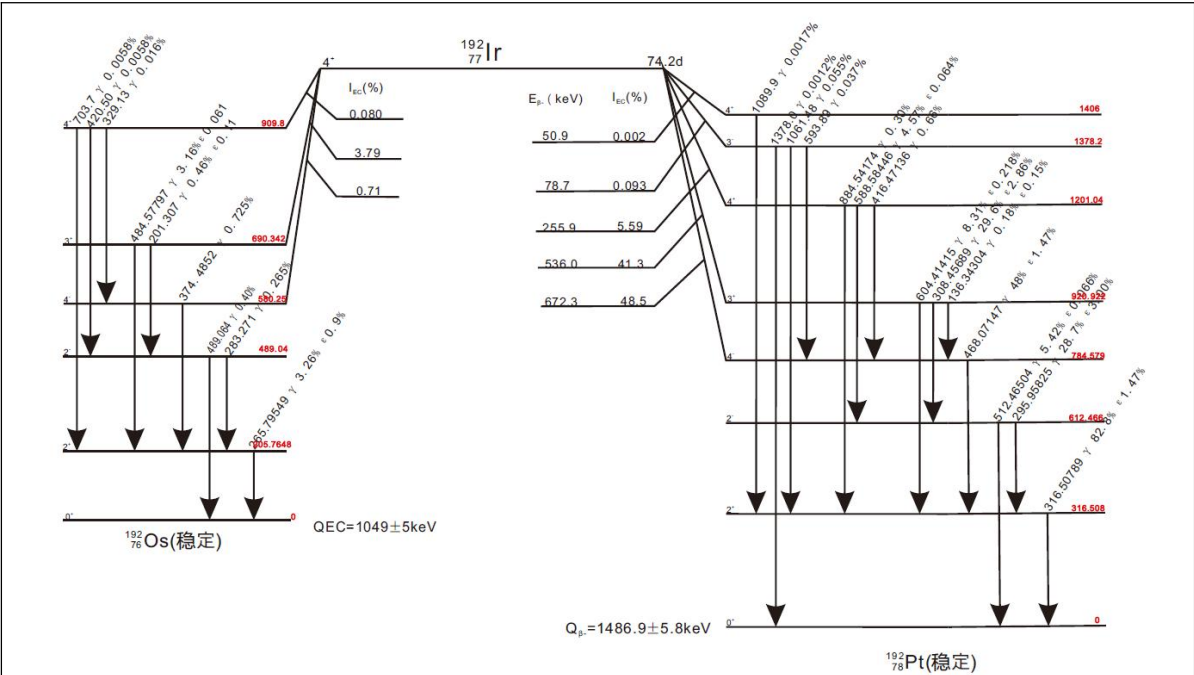 ¹⁹²₇₇Ir
4⁺
74.2d
703.7 γ 0.0058%
420.50 γ 0.0058%
329.13 γ 0.016%
4⁺
909.8
484.57797 γ 3.16% ε 0.061
201.307 γ 0.46% ε 0.11
3⁺
690.342
374.4852 γ 0.725%
4⁻
580.25
489.064 γ 0.40%
283.271 γ 0.265%
2⁻
489.04
265.79549 γ 3.26% ε 0.9%
2⁺
0⁻
0
¹⁹²₇₆Os(稳定)
QEC=1049±5keV
I_EC(%)
0.080
3.79
0.71
E_β- (keV) I_EC(%)
50.9 0.002
78.7 0.093
255.9 5.59
536.0 41.3
672.3 48.5
1089.9 γ 0.0017%
4⁻
1406
1378.0 γ 0.0012%
1061.48 γ 0.055%
593.89 γ 0.037%
3⁻
1378.2
884.54174 γ 0.30%
588.58446 γ 4.57% ε 0.064%
416.47136 γ 0.66%
4⁺
1201.04
604.41415 γ 8.31% ε 0.218%
308.45689 γ 29.6% ε 2.86%
136.34304 γ 0.18% ε 0.15%
3⁺
920.922
468.07147 γ 48% ε 1.47%
4⁻
784.579
512.46504 γ 5.42% ε 0.066%
295.95825 γ 28.7%
2⁻
612.466
316.50789 γ 82.8% ε 1.47%
2⁻
316.508
0⁺
0
Q_β-=1486.9±5.8keV
¹⁹²₇₈Pt(稳定)